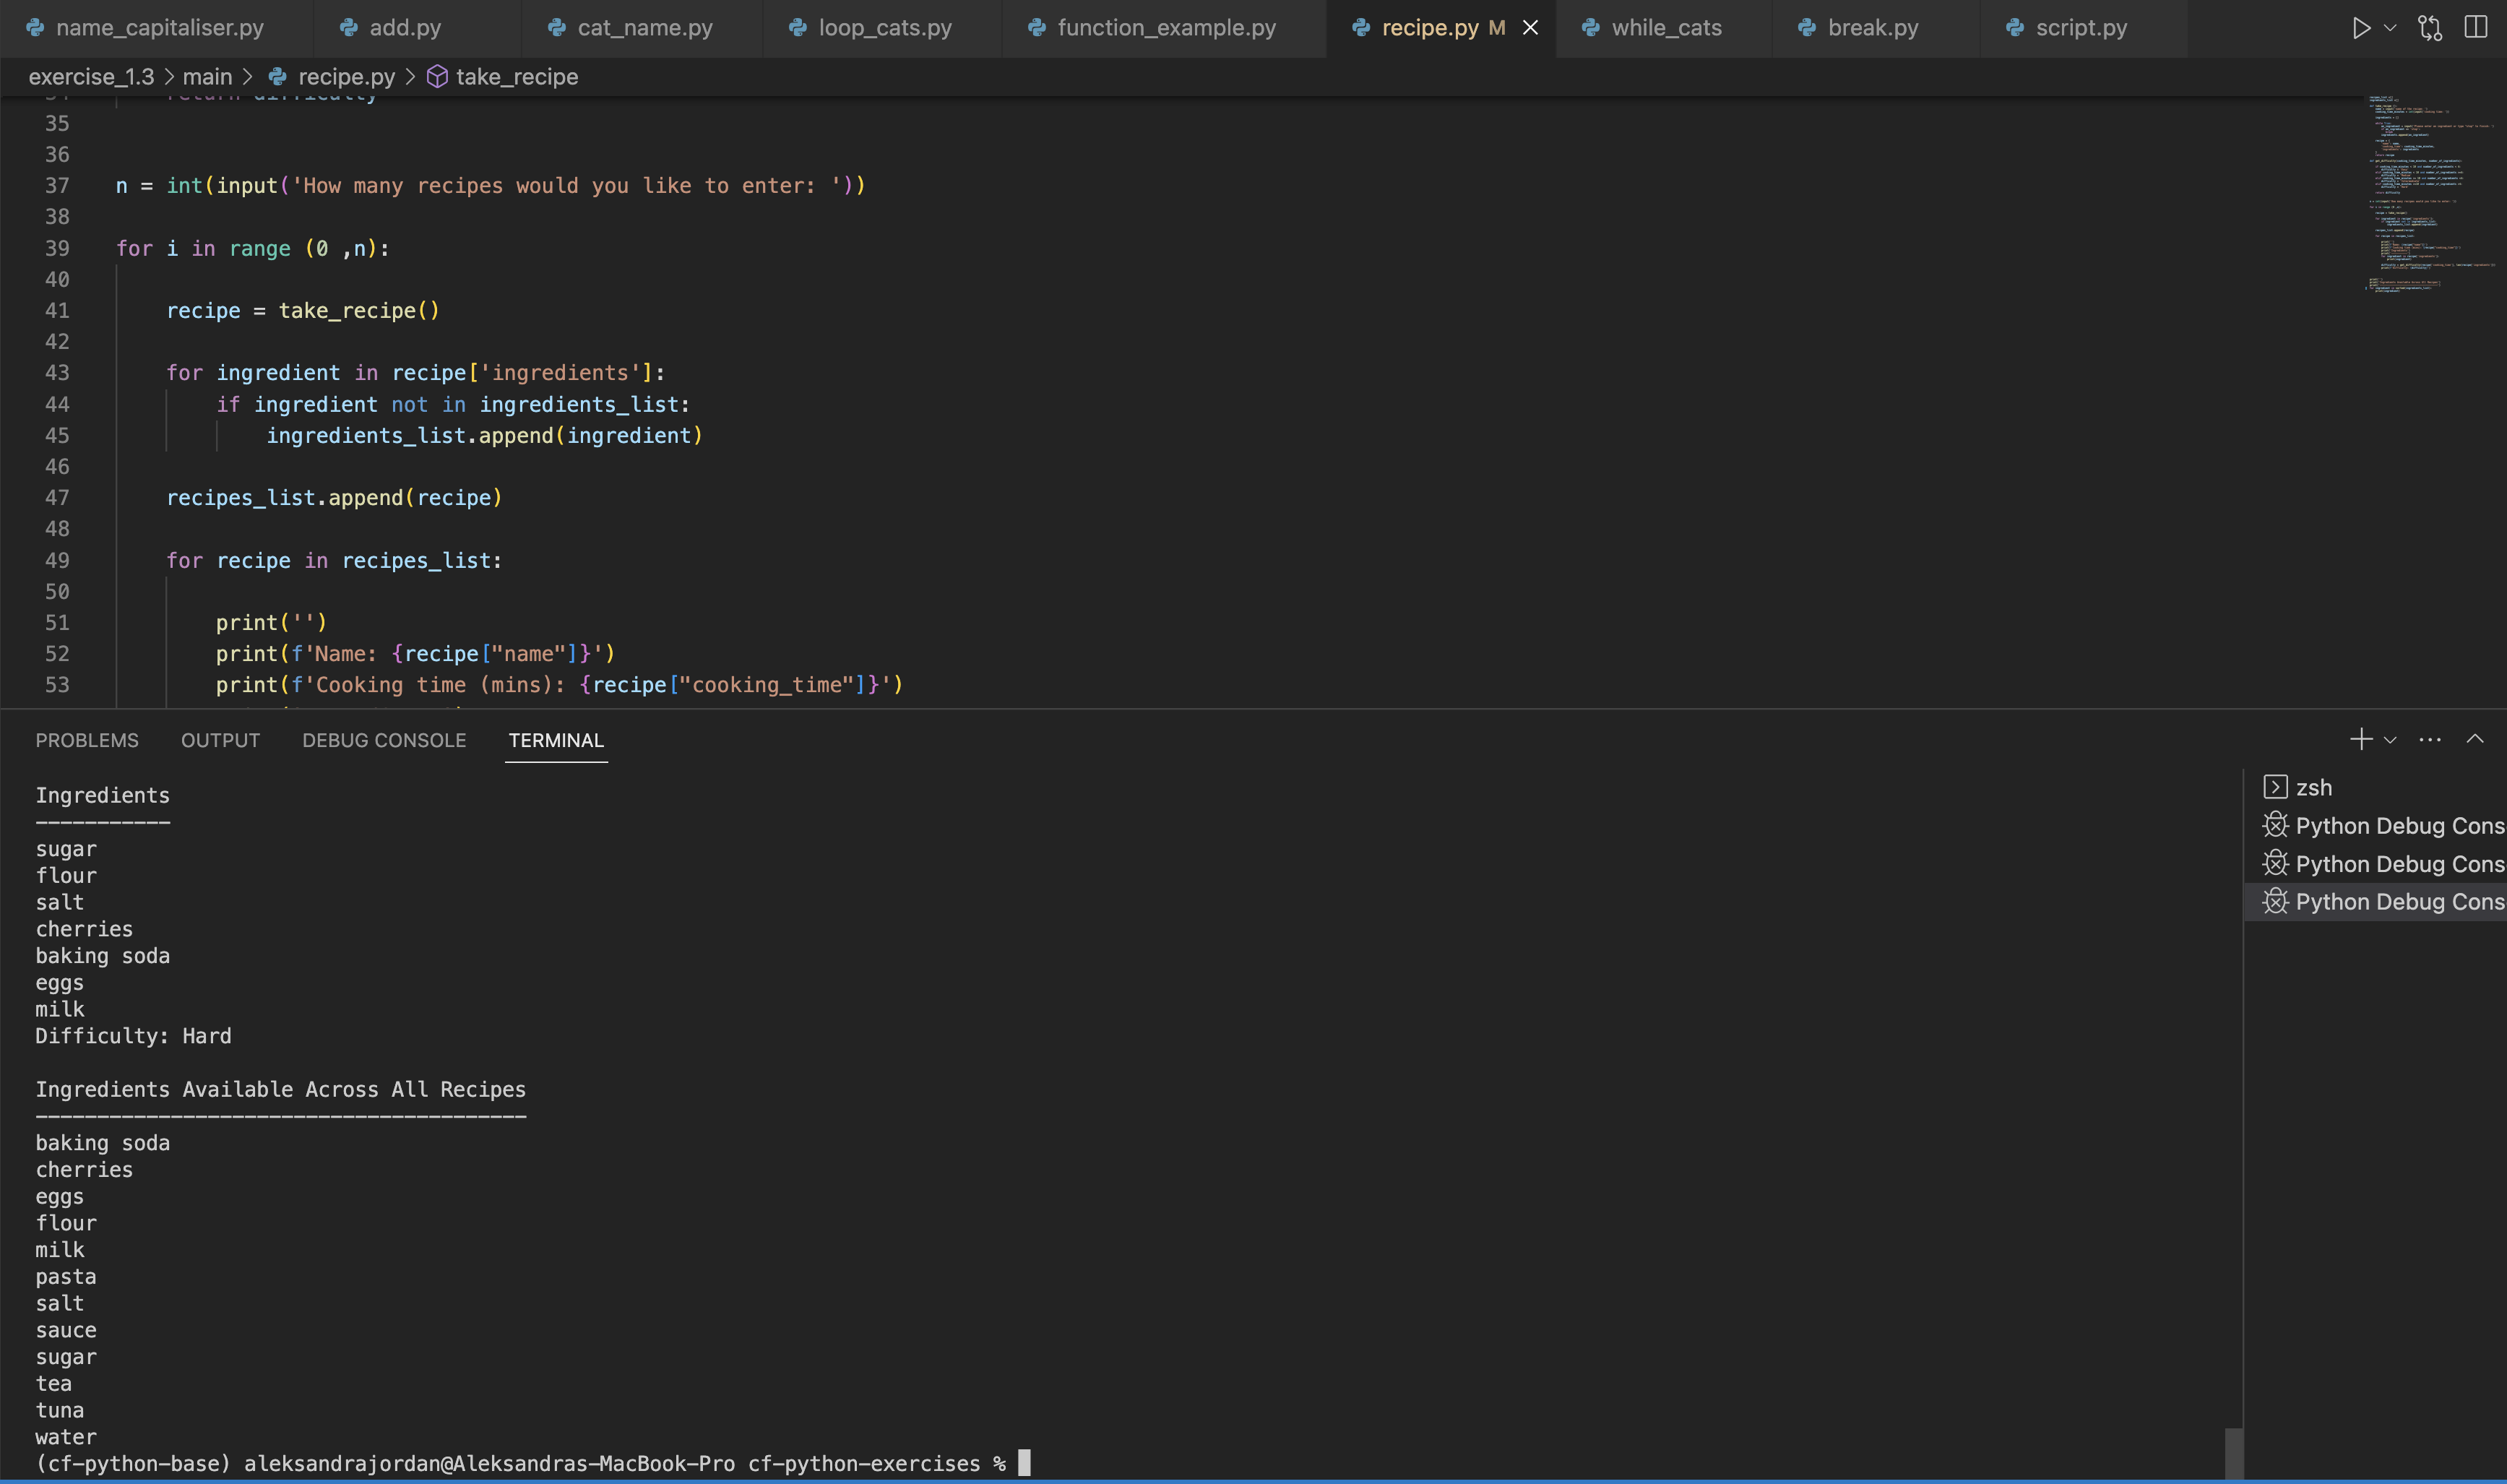 name_capitaliser.py add.py cat_name.py loop_cats.py function_example.py recipe.py M while_cats break.py script.py
exercise_1.3 > main > recipe.py > take_recipe
return difficulty
35
36
37 n = int(input('How many recipes would you like to enter: '))
38
39 for i in range (0 ,n):
40
41 recipe = take_recipe()
42
43 for ingredient in recipe['ingredients']:
44 if ingredient not in ingredients_list:
45 ingredients_list.append(ingredient)
46
47 recipes_list.append(recipe)
48
49 for recipe in recipes_list:
50
51 print('')
52 print(f'Name: {recipe["name"]}')
53 print(f'Cooking time (mins): {recipe["cooking_time"]}')
PROBLEMS OUTPUT DEBUG CONSOLE TERMINAL
zsh
Python Debug Cons
Python Debug Cons
Python Debug Cons
Ingredients
-----------
sugar
flour
salt
cherries
baking soda
eggs
milk
Difficulty: Hard
Ingredients Available Across All Recipes
----------------------------------------
baking soda
cherries
eggs
flour
milk
pasta
salt
sauce
sugar
tea
tuna
water
(cf-python-base) aleksandrajordan@Aleksandras-MacBook-Pro cf-python-exercises %